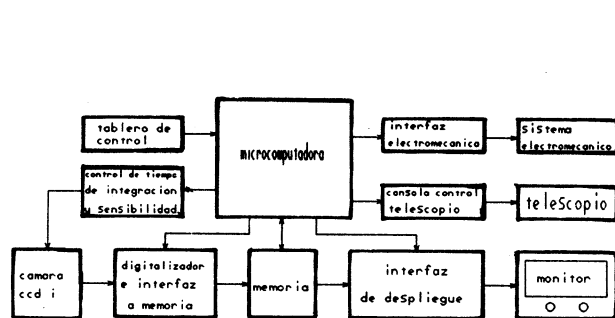 tablero de
control
microcomputadora
interfaz
electromecanica
sistema
electromecanico
control de tiempo
de integracion
y sensibilidad
consola control
telescopio
telescopio
camara
ccd i
digitalizador
e interfaz
a memoria
memoria
interfaz
de despliegue
monitor